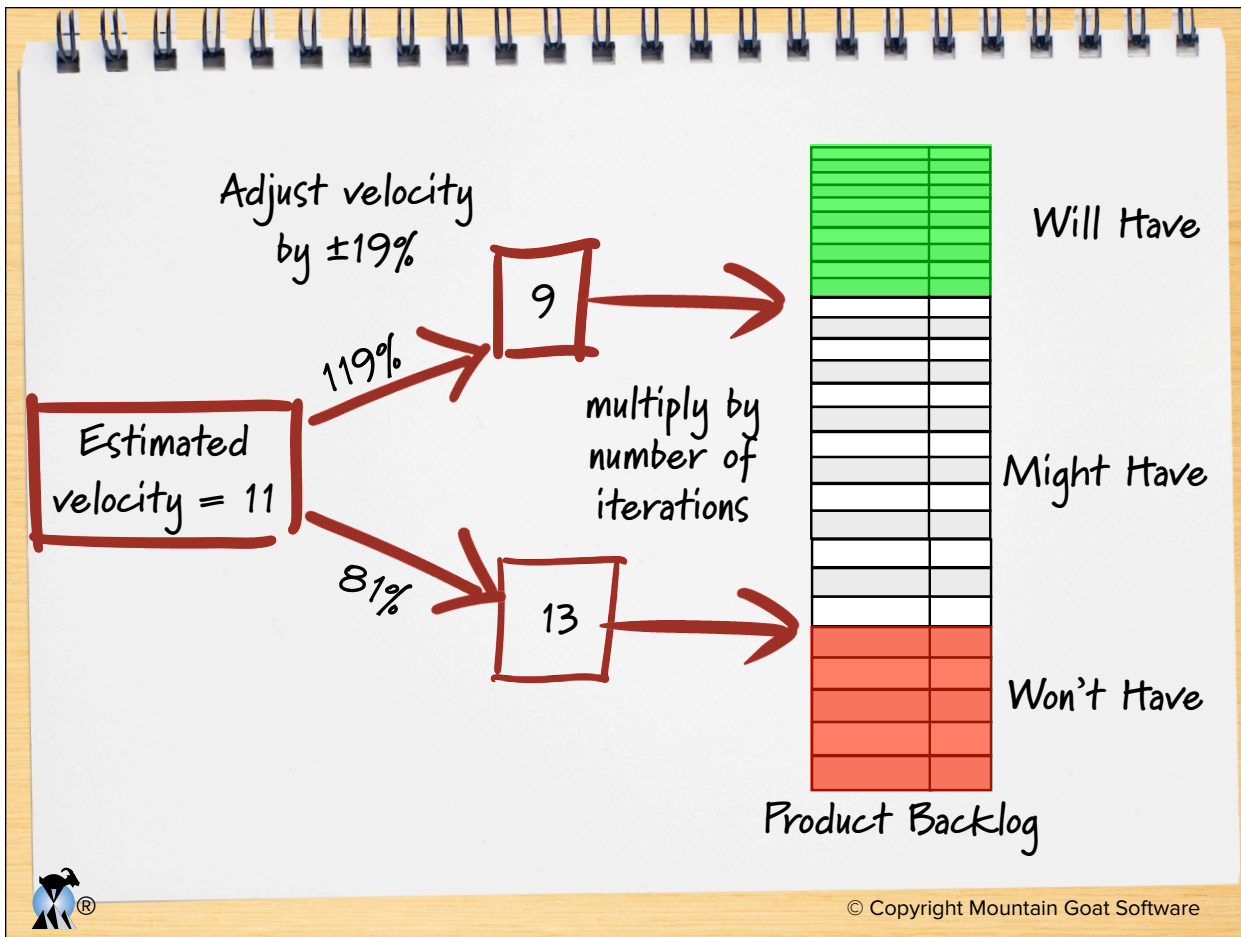 Adjust velocity
by ±19%
Will Have
9
119%
multiply by
number of
iterations
Estimated
velocity = 11
Might Have
81%
13
Won't Have
Product Backlog
®
© Copyright Mountain Goat Software